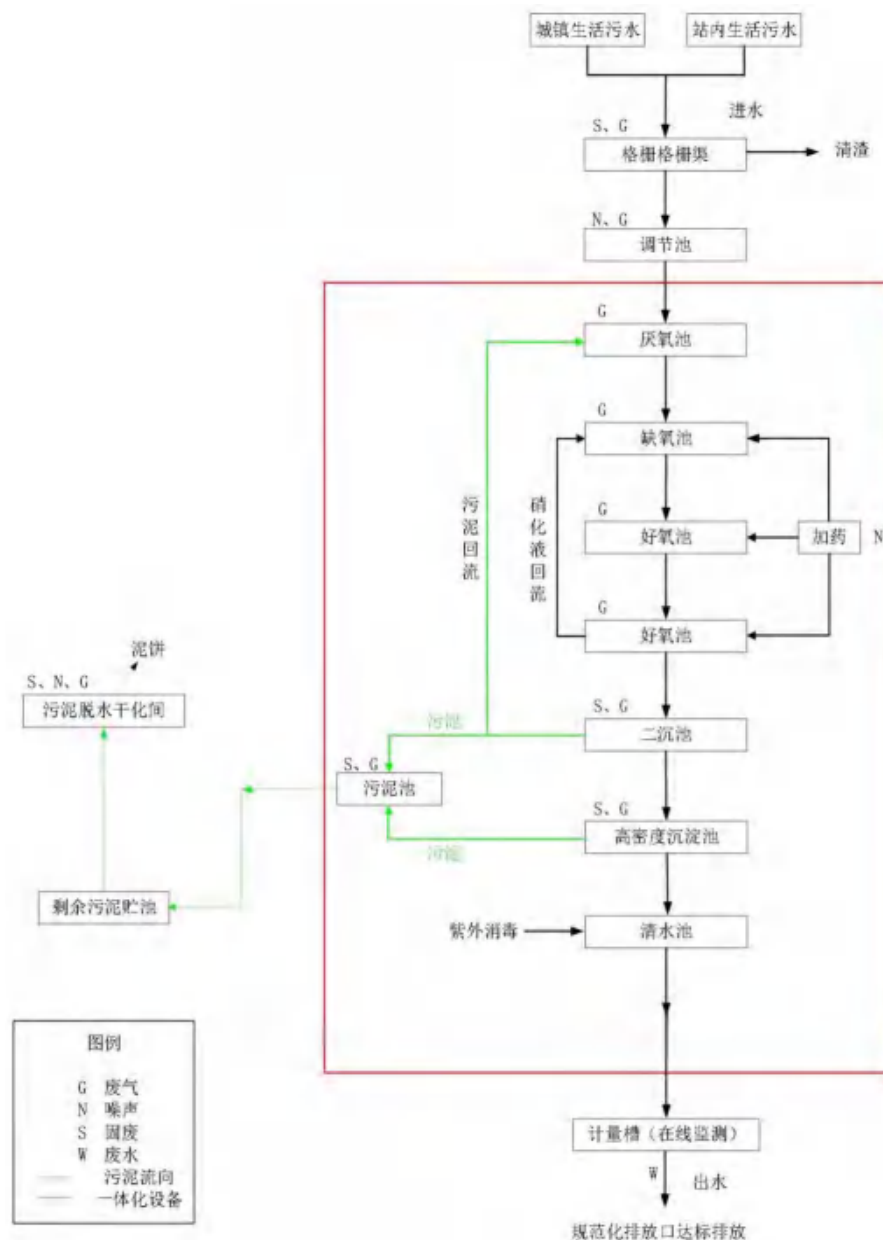 城镇生活污水
站内生活污水
进水
S、G
格栅格栅渠
清渣
N、G
调节池
G
厌氧池
G
缺氧池
污泥回流
硝化液回流
G
好氧池
加药
N
G
好氧池
泥饼
S、N、G
污泥脱水干化间
S、G
二沉池
污泥
S、G
污泥池
S、G
高密度沉淀池
污泥
剩余污泥贮池
紫外消毒
清水池
图例
G 废气
N 噪声
S 固废
W 废水
污泥流向
一体化设备
计量槽（在线监测）
W
出水
规范化排放口达标排放